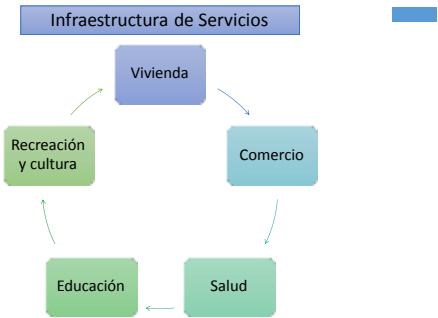 Infraestructura de Servicios
Vivienda
Comercio
Salud
Educación
Recreación
y cultura